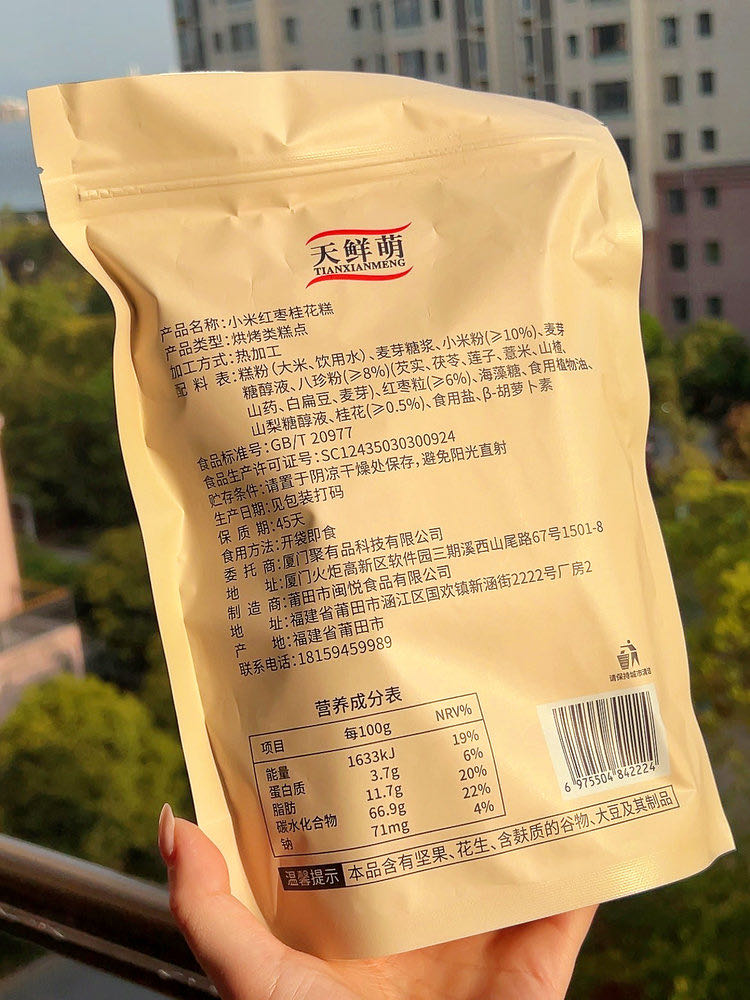 天鲜萌
TIANXIANMENG
产品名称:小米红枣桂花糕
产品类型:烘烤类糕点
加工方式:热加工
配 料 表:糕粉(大米、饮用水)、麦芽糖浆、小米粉(≥10%)、麦芽
糖醇液、八珍粉(≥8%)(芡实、茯苓、莲子、薏米、山楂、
山药、白扁豆、麦芽)、红枣粒(≥6%)、海藻糖、食用植物油、
山梨糖醇液、桂花(≥0.5%)、食用盐、β-胡萝卜素
食品标准号:GB/T 20977
食品生产许可证号:SC12435030300924
贮存条件:请置于阴凉干燥处保存,避免阳光直射
生产日期:见包装打码
保 质 期:45天
食用方法:开袋即食
委 托 商:厦门聚有品科技有限公司
地 址:厦门火炬高新区软件园三期溪西山尾路67号1501-8
制 造 商:莆田市闽悦食品有限公司
地 址:福建省莆田市涵江区国欢镇新涵街2222号厂房2
产 地:福建省莆田市
联系电话:18159459989
请保持城市清洁
营养成分表
项目 每100g NRV%
能量 1633kJ 19%
蛋白质 3.7g 6%
脂肪 11.7g 20%
碳水化合物 66.9g 22%
钠 71mg 4%
6 975504 842224
温馨提示 本品含有坚果、花生、含麸质的谷物、大豆及其制品